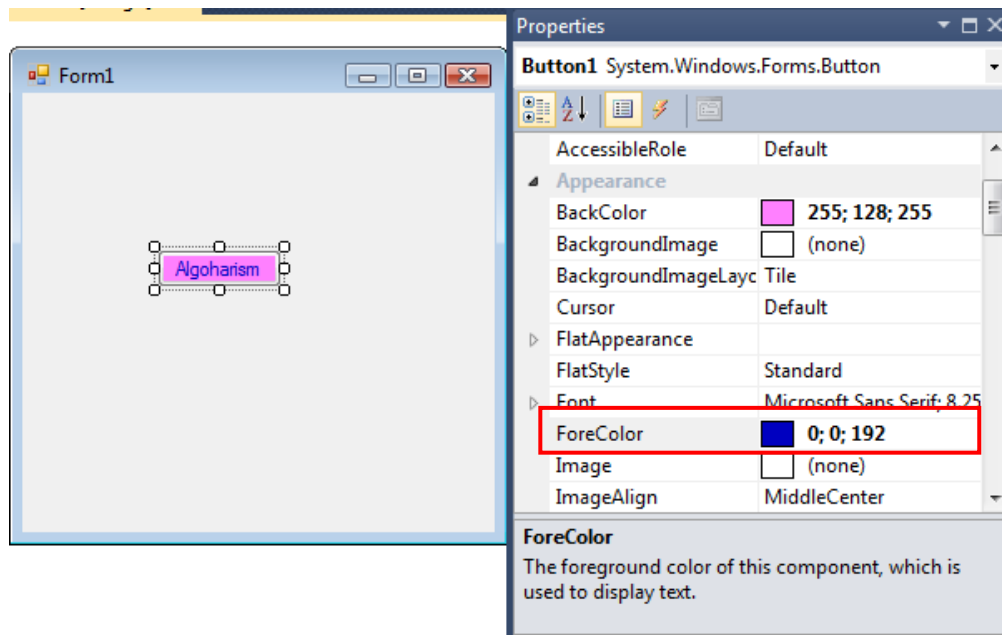 Form1
Algoharism
Properties
Button1 System.Windows.Forms.Button
AccessibleRole Default
Appearance
BackColor 255; 128; 255
BackgroundImage (none)
BackgroundImageLayc Tile
Cursor Default
FlatAppearance
FlatStyle Standard
Font Microsoft Sans Serif; 8.25
ForeColor 0; 0; 192
Image (none)
ImageAlign MiddleCenter
ForeColor
The foreground color of this component, which is
used to display text.